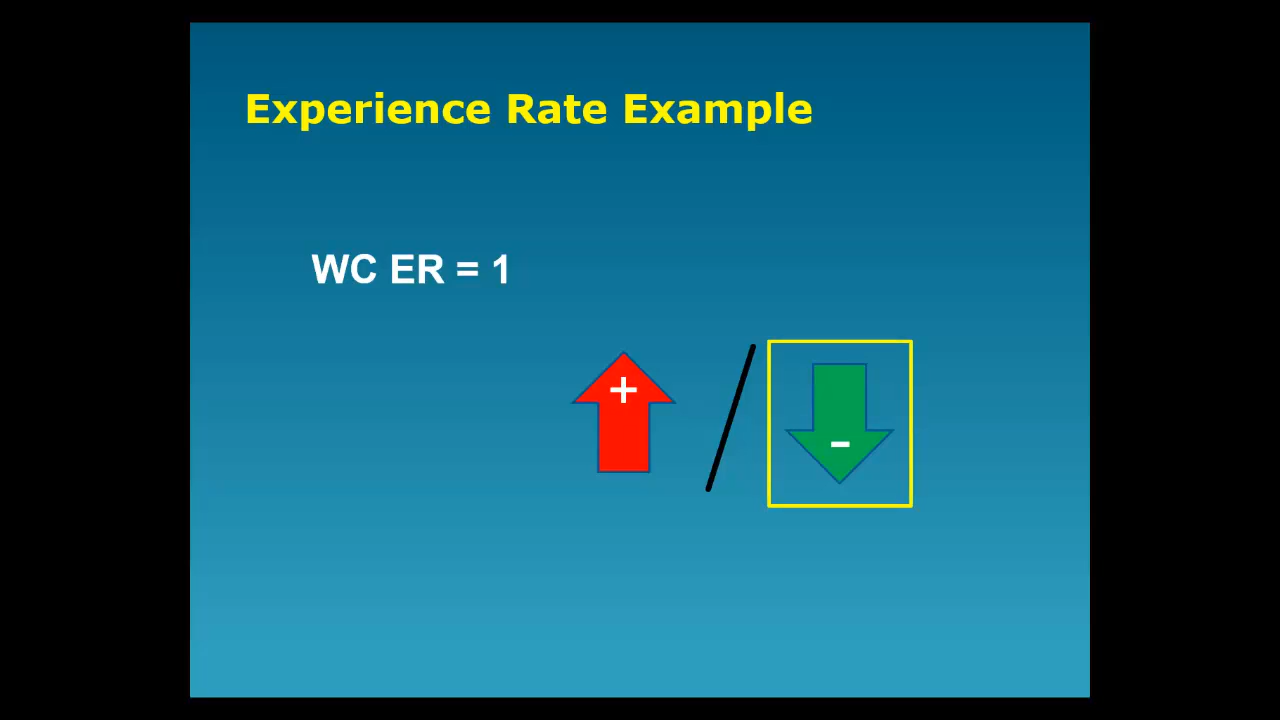 Experience Rate Example
WC ER = 1
+ / -